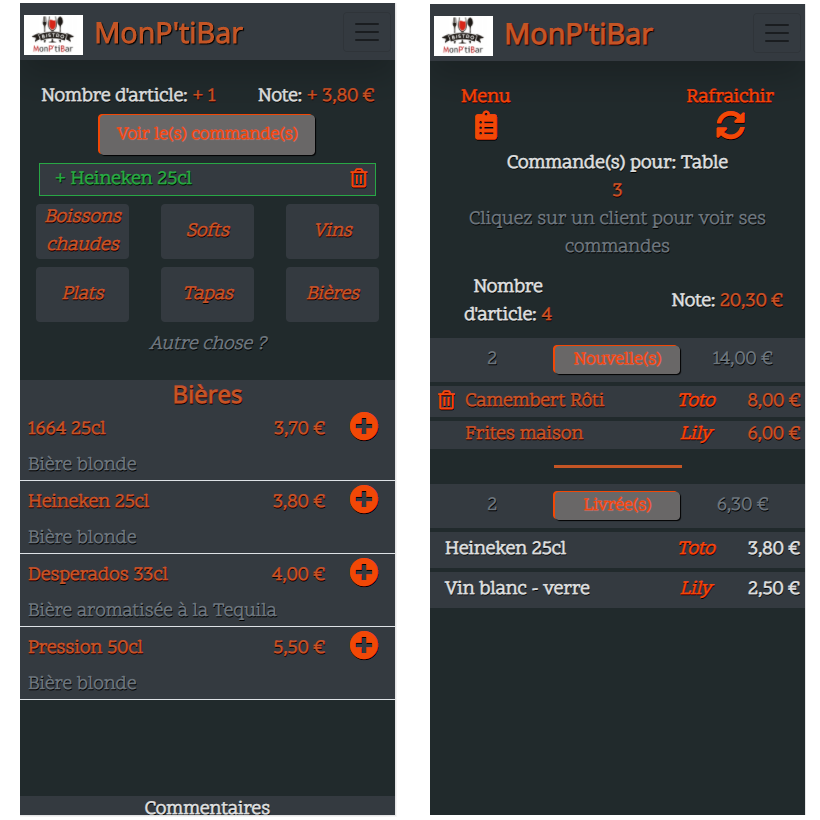 BISTRO
MonP'tiBar
MonP'tiBar
Nombre d'article: + 1 Note: + 3,80 €
Voir le(s) commande(s)
+ Heineken 25cl
Boissons chaudes
Softs
Vins
Plats
Tapas
Bières
Autre chose ?
Bières
1664 25cl 3,70 €
Bière blonde
Heineken 25cl 3,80 €
Bière blonde
Desperados 33cl 4,00 €
Bière aromatisée à la Tequila
Pression 50cl 5,50 €
Bière blonde
Commentaires
BISTRO
MonP'tiBar
MonP'tiBar
Menu Rafraichir
Commande(s) pour: Table
3
Cliquez sur un client pour voir ses
commandes
Nombre
d'article: 4
Note: 20,30 €
2 Nouvelle(s) 14,00 €
Camembert Rôti Toto 8,00 €
Frites maison Lily 6,00 €
2 Livrée(s) 6,30 €
Heineken 25cl Toto 3,80 €
Vin blanc - verre Lily 2,50 €